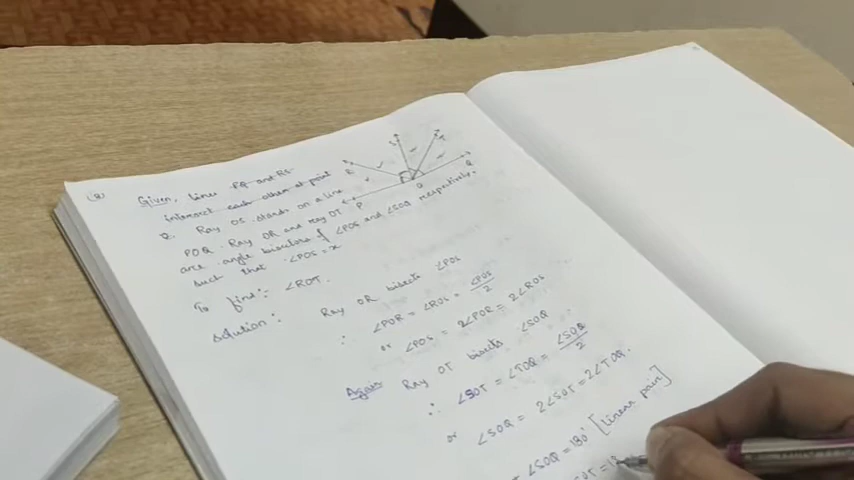 (2)
Given, Lines PQ and RS
intersect each other at point
O. Ray OS stands on a line
POQ. Ray OR and ray OT
are angle bisectors of ∠POS and ∠SOQ respectively.
such that ∠POS = x
To find :- ∠ROT.
Solution : Ray OR bisects ∠POS
∴ ∠POR = ∠ROS = ∠POS/2
or ∠POS = 2∠POR = 2∠ROS
Again Ray OT bisects ∠SOQ
∴ ∠SOT = ∠TOQ = ∠SOQ/2
or ∠SOQ = 2∠SOT = 2∠TOQ.
∠SOQ = 180° [Linear pair]